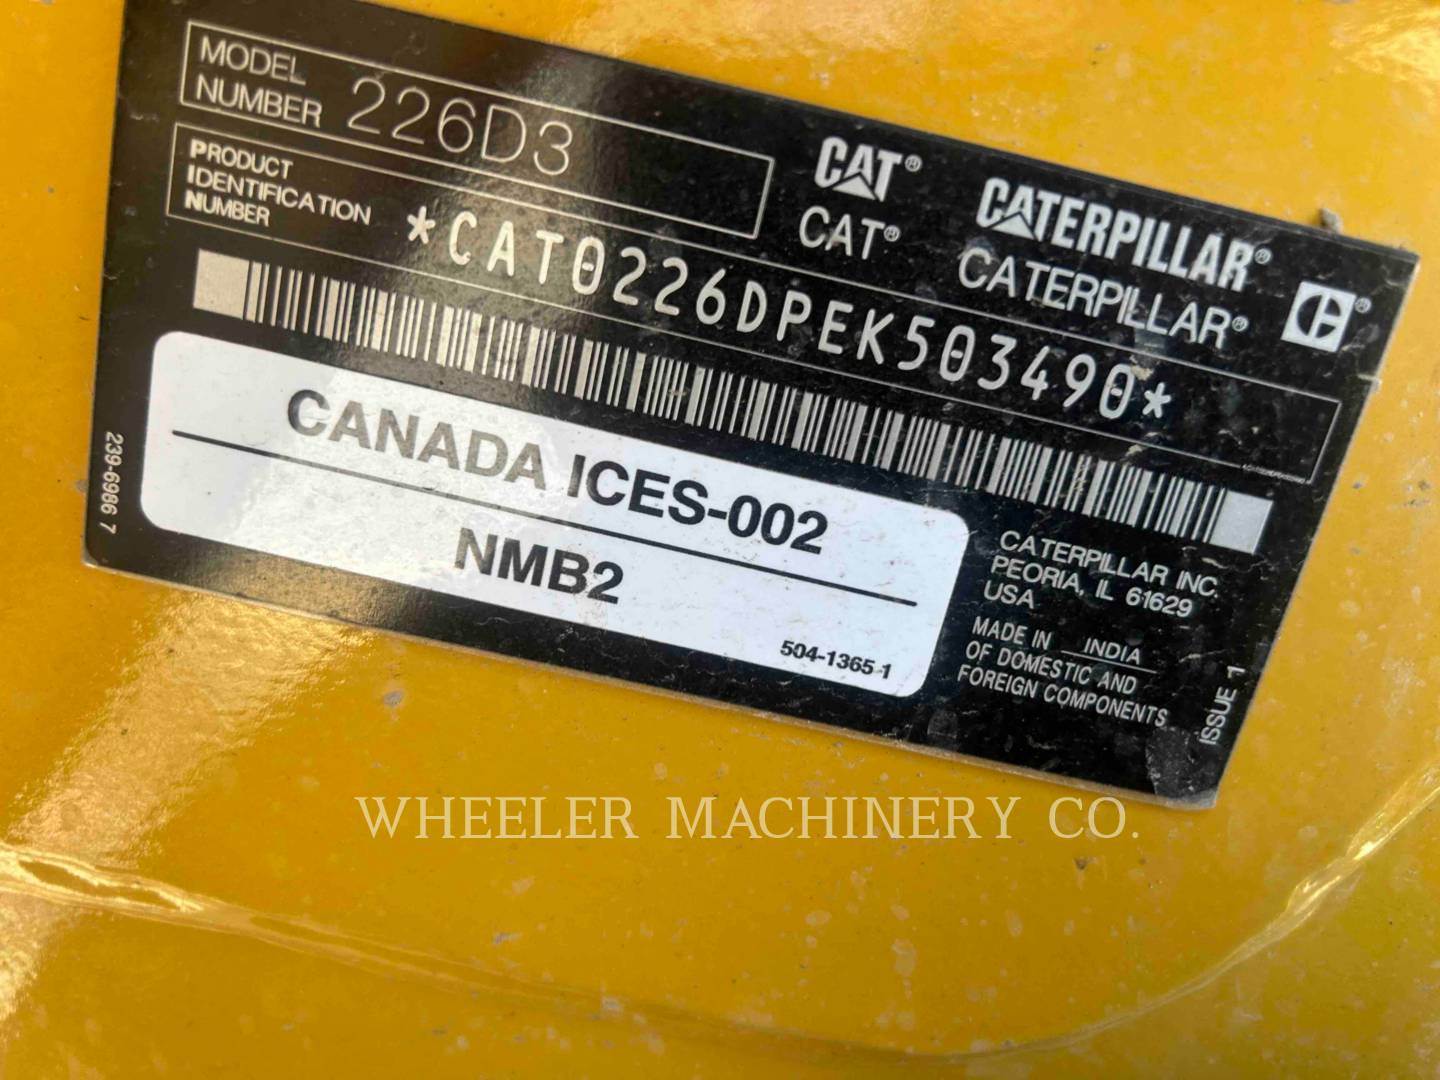 MODEL
NUMBER 226D3
PRODUCT
IDENTIFICATION
NUMBER
*CAT0226DPEK503490*
CAT® CATERPILLAR®
CAT® CATERPILLAR®
CANADA ICES-002
NMB2
504-1365 1
239-6986 7
CATERPILLAR INC.
PEORIA, IL 61629
USA
MADE IN INDIA
OF DOMESTIC AND
FOREIGN COMPONENTS
ISSUE 1
WHEELER MACHINERY CO.